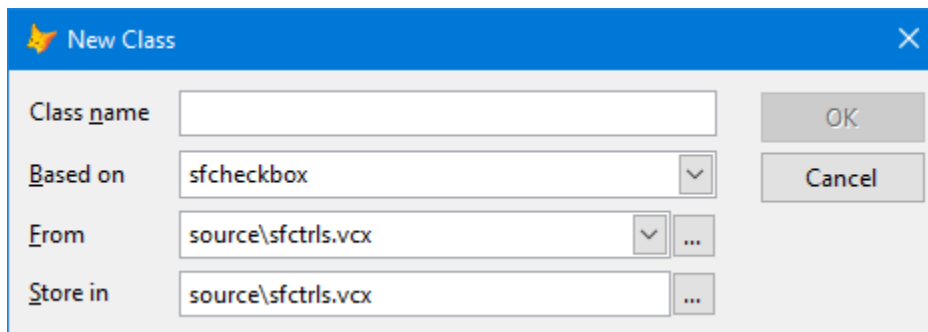 New Class
Class name OK
Based on sfcheckbox Cancel
From source\sfctrls.vcx ...
Store in source\sfctrls.vcx ...